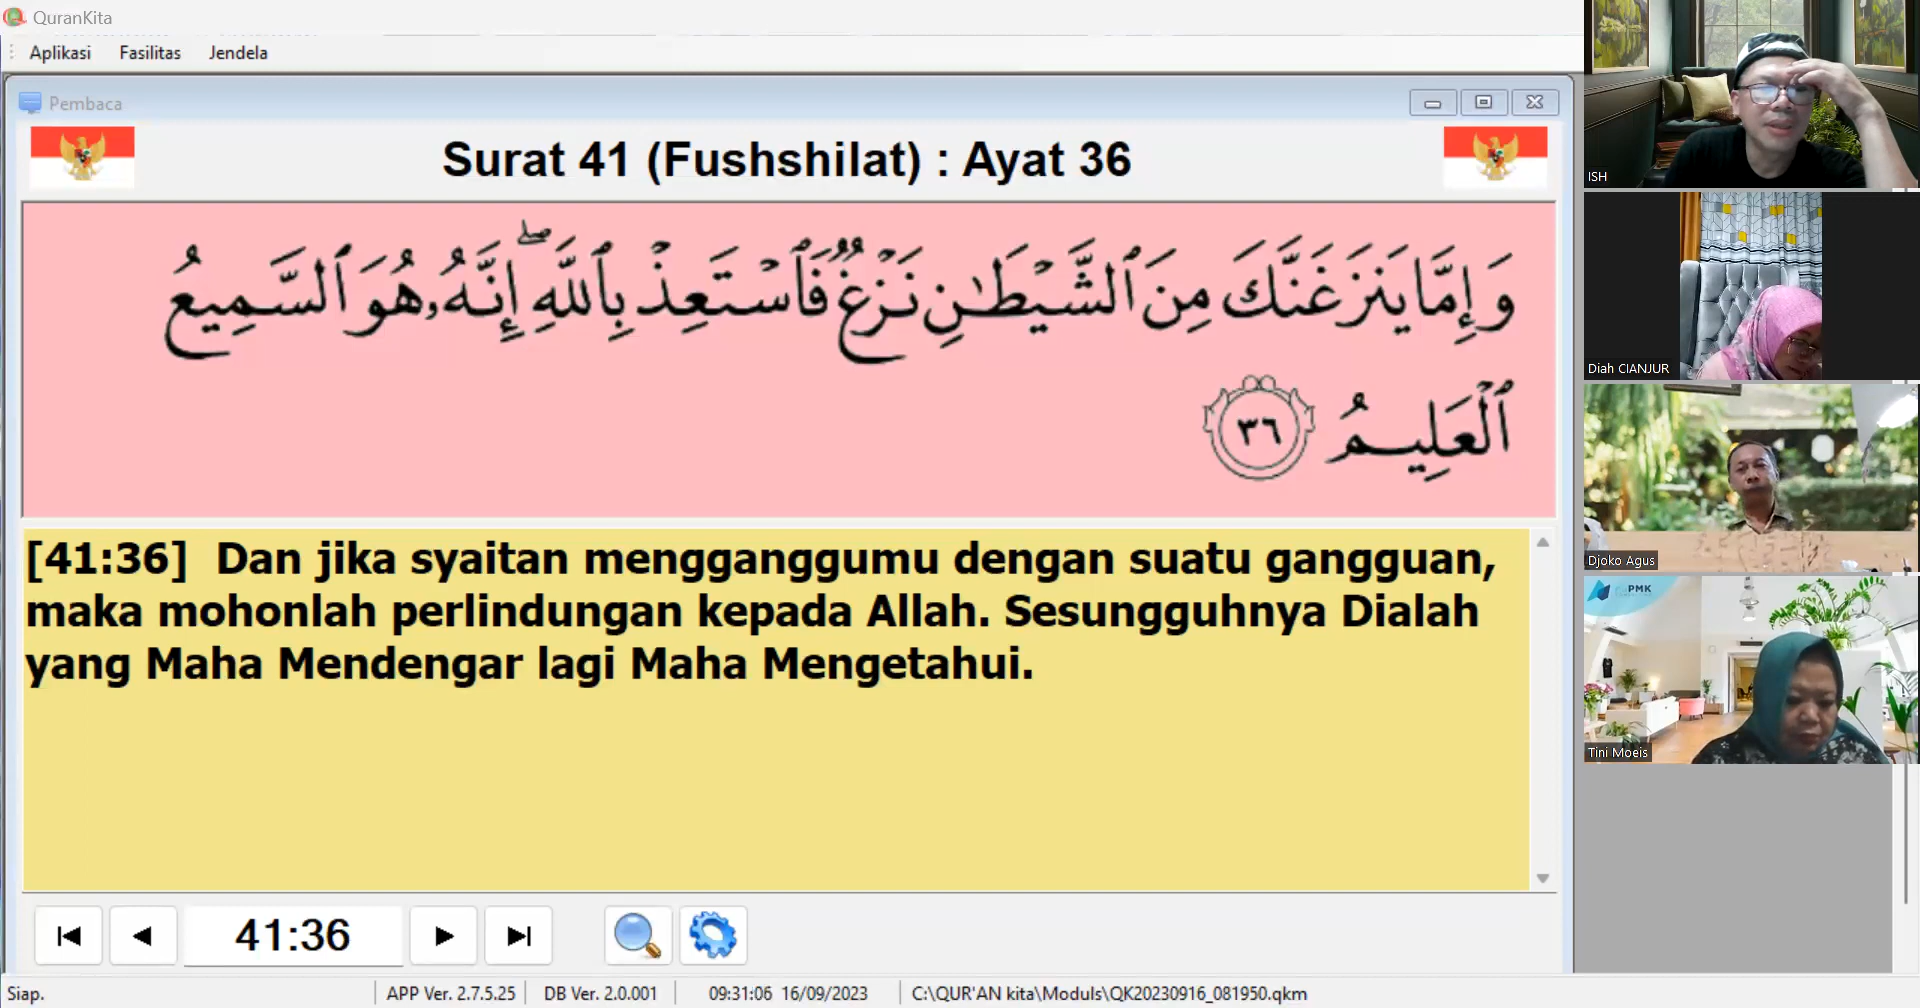 QuranKita
Aplikasi Fasilitas Jendela
Pembaca
Surat 41 (Fushshilat) : Ayat 36
وَإِمَّا يَنزَغَنَّكَ مِنَ ٱلشَّيْطَـٰنِ نَزْغٌ فَٱسْتَعِذْ بِٱللَّهِ ۖ إِنَّهُۥ هُوَ ٱلسَّمِيعُ
ٱلْعَلِيمُ ٣٦
[41:36] Dan jika syaitan mengganggumu dengan suatu gangguan,
maka mohonlah perlindungan kepada Allah. Sesungguhnya Dialah
yang Maha Mendengar lagi Maha Mengetahui.
41:36
Siap. APP Ver. 2.7.5.25 DB Ver. 2.0.001 09:31:06 16/09/2023 C:\QUR'AN kita\Moduls\QK20230916_081950.qkm
ISH
Diah CIANJUR
Djoko Agus
PMK
Tini Moeis